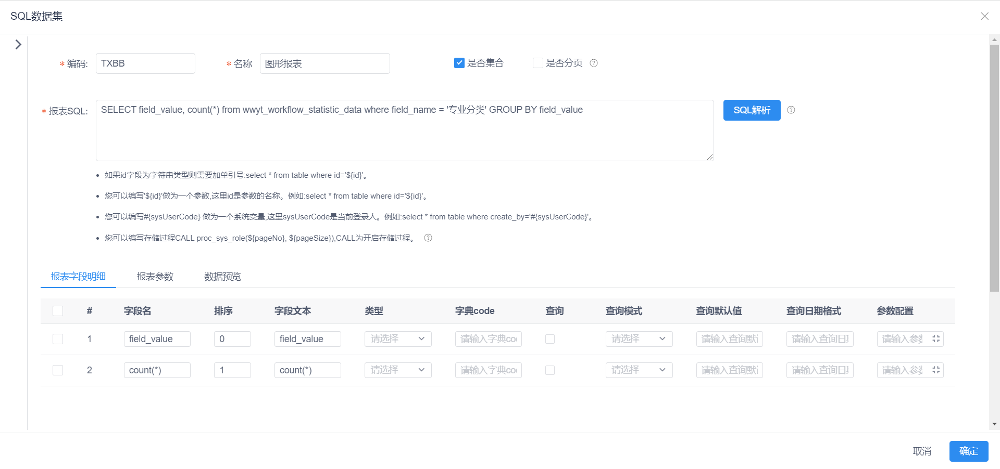 SQL数据集
* 编码: TXBB * 名称 图形报表 是否集合 是否分页
* 报表SQL: SELECT field_value, count(*) from wwyt_workflow_statistic_data where field_name = '专业分类' GROUP BY field_value SQL解析
如果id字段为字符串类型则需要加单引号:select * from table where id='${id}'。
您可以编写'${id}'做为一个参数,这里id是参数的名称。例如:select * from table where id='${id}'。
您可以编写#{sysUserCode} 做为一个系统变量,这里sysUserCode是当前登录人。例如:select * from table where create_by='#{sysUserCode}'。
您可以编写存储过程CALL proc_sys_role(${pageNo}, ${pageSize}),CALL为开启存储过程。
报表字段明细 报表参数 数据预览
# 字段名 排序 字段文本 类型 字典code 查询 查询模式 查询默认值 查询日期格式 参数配置
1 field_value 0 field_value 请选择 请输入字典co 请选择 请输入查询默 请输入查询日 请输入参
2 count(*) 1 count(*) 请选择 请输入字典co 请选择 请输入查询默 请输入查询日 请输入参
取消 确定